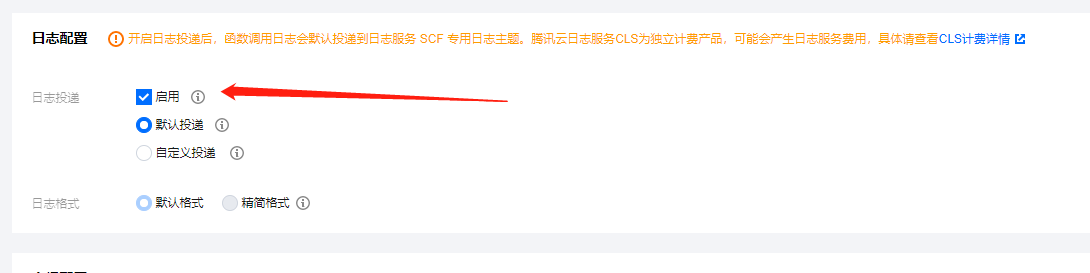 日志配置 开启日志投递后，函数调用日志会默认投递到日志服务 SCF 专用日志主题。腾讯云日志服务CLS为独立计费产品，可能会产生日志服务费用，具体请查看CLS计费详情
日志投递 启用
默认投递
自定义投递
日志格式 默认格式 精简格式